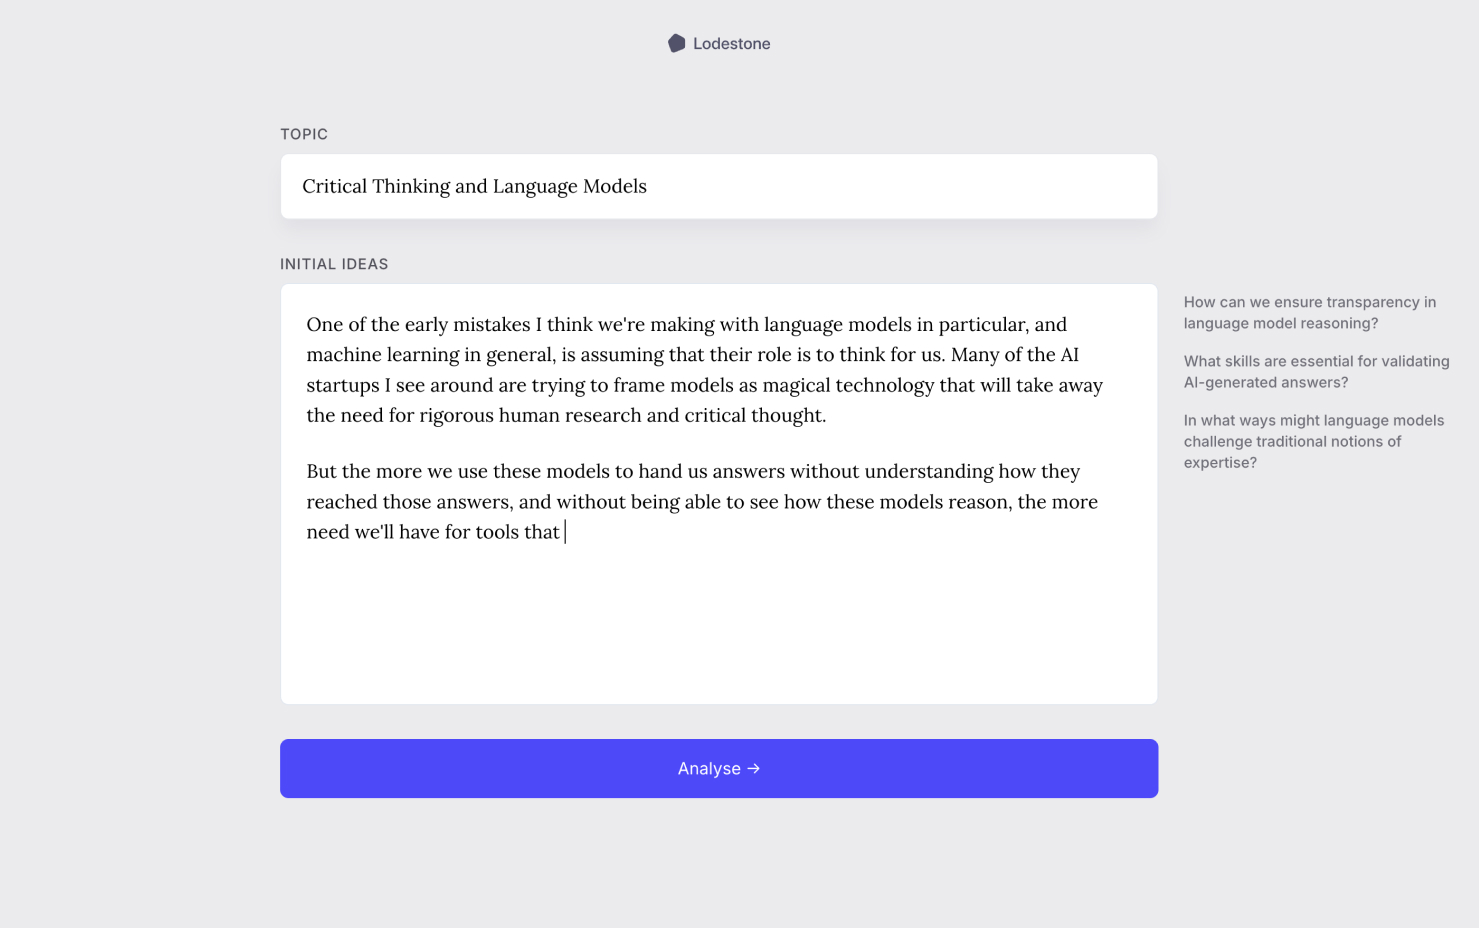 Lodestone
TOPIC
Critical Thinking and Language Models
INITIAL IDEAS
One of the early mistakes I think we're making with language models in particular, and
machine learning in general, is assuming that their role is to think for us. Many of the AI
startups I see around are trying to frame models as magical technology that will take away
the need for rigorous human research and critical thought.
But the more we use these models to hand us answers without understanding how they
reached those answers, and without being able to see how these models reason, the more
need we'll have for tools that
How can we ensure transparency in
language model reasoning?
What skills are essential for validating
AI-generated answers?
In what ways might language models
challenge traditional notions of
expertise?
Analyse →